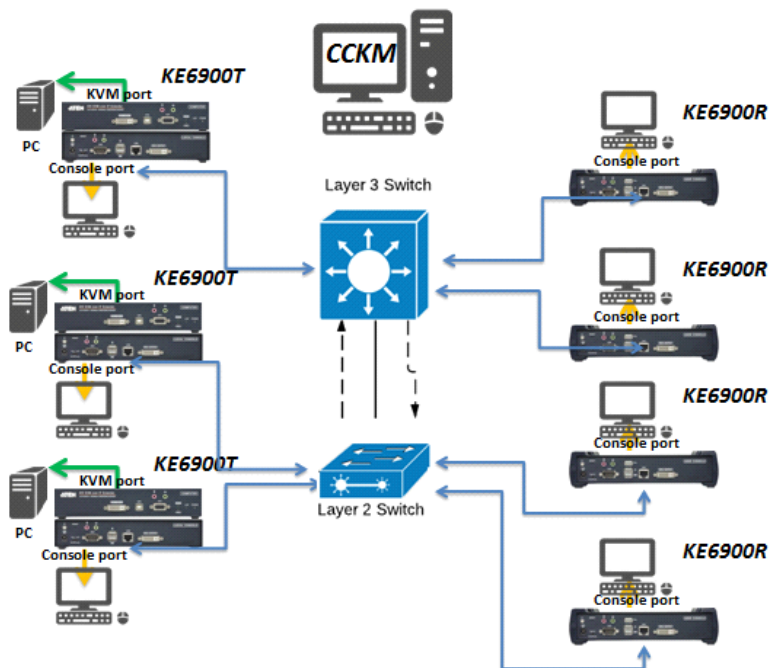 CCKM
KE6900T
KVM port
PC
Console port
Layer 3 Switch
KE6900R
Console port
KE6900T
KVM port
PC
Console port
KE6900R
Console port
KE6900T
KVM port
PC
Console port
Layer 2 Switch
KE6900R
Console port
KE6900R
Console port